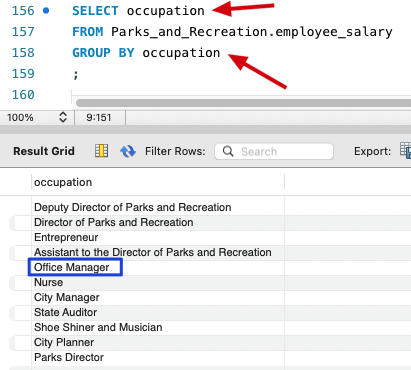 156 SELECT occupation
157 FROM Parks_and_Recreation.employee_salary
158 GROUP BY occupation
159 ;
160
100% 9:151
Result Grid Filter Rows: Search Export:
occupation
Deputy Director of Parks and Recreation
Director of Parks and Recreation
Entrepreneur
Assistant to the Director of Parks and Recreation
Office Manager
Nurse
City Manager
State Auditor
Shoe Shiner and Musician
City Planner
Parks Director